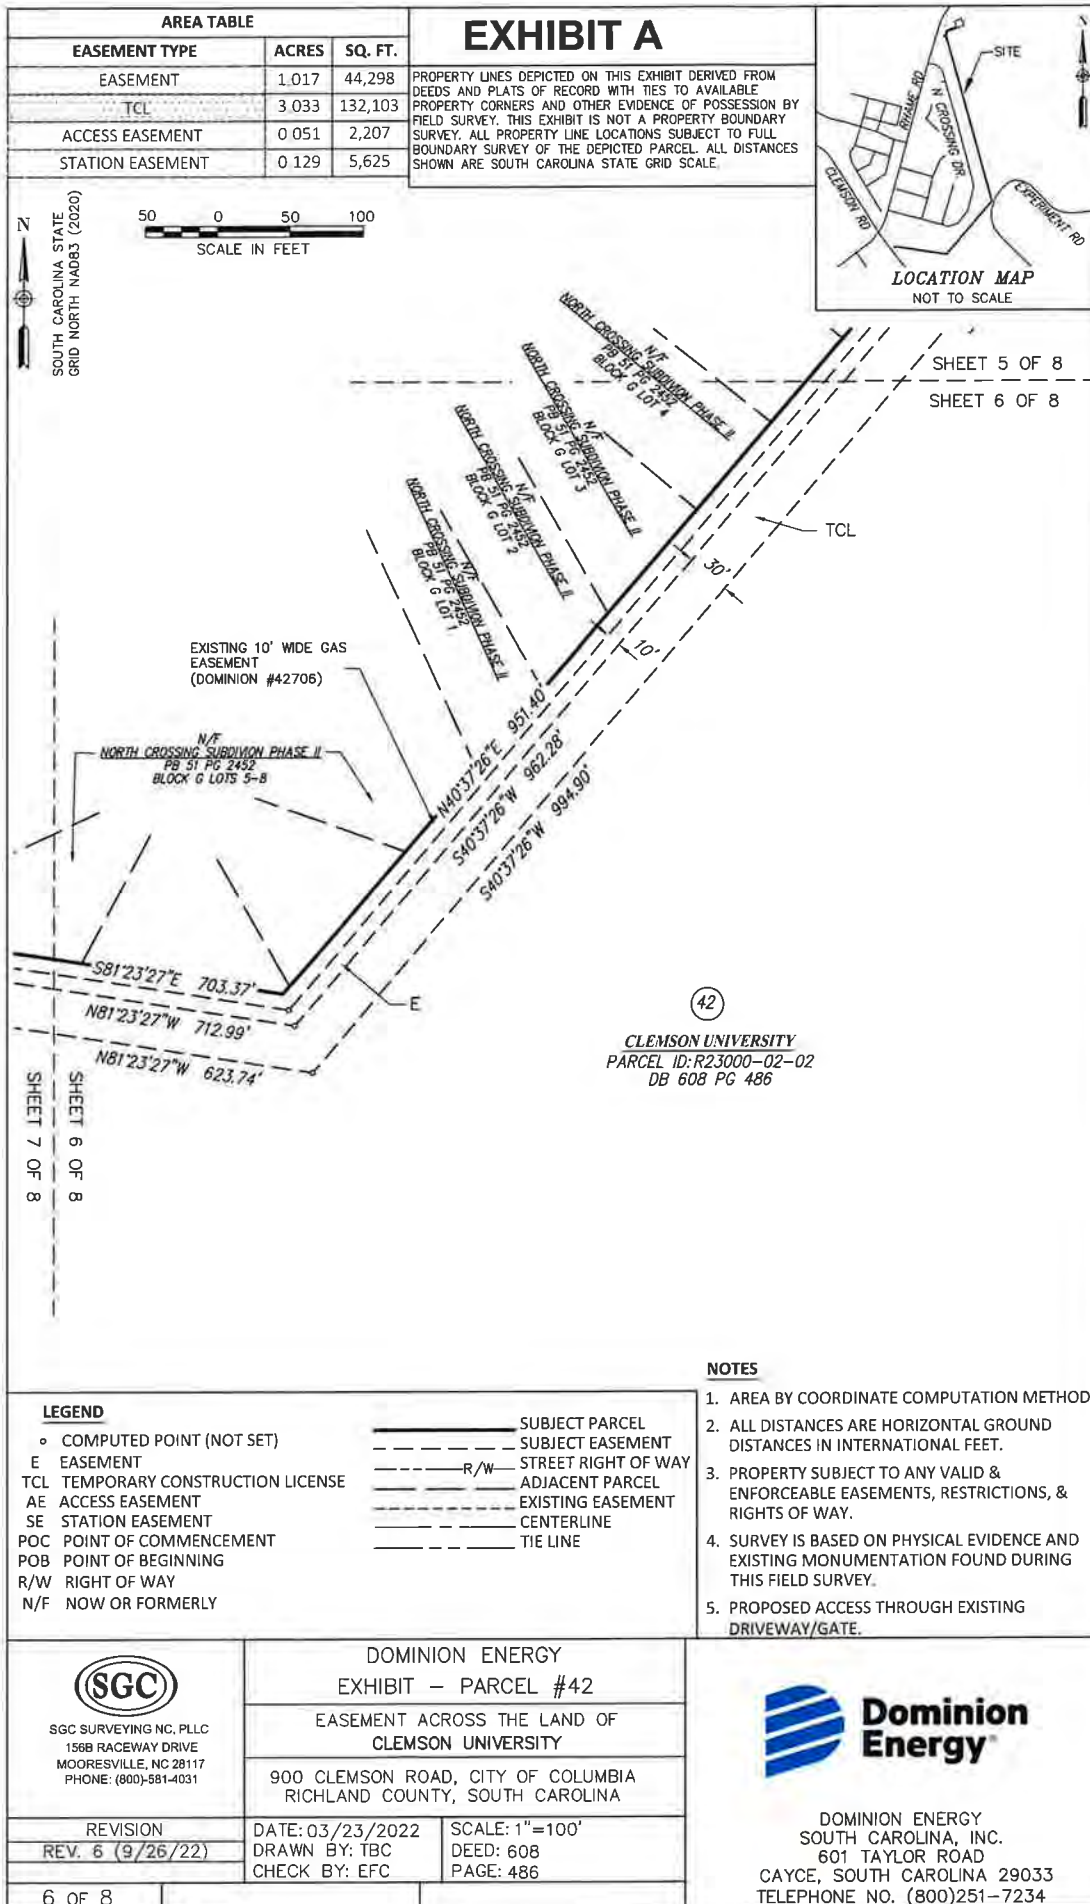 AREA TABLE
EASEMENT TYPE ACRES SQ. FT.
EASEMENT 1.017 44,298
TCL 3.033 132,103
ACCESS EASEMENT 0.051 2,207
STATION EASEMENT 0.129 5,625
EXHIBIT A
PROPERTY LINES DEPICTED ON THIS EXHIBIT DERIVED FROM
DEEDS AND PLATS OF RECORD WITH TIES TO AVAILABLE
PROPERTY CORNERS AND OTHER EVIDENCE OF POSSESSION BY
FIELD SURVEY. THIS EXHIBIT IS NOT A PROPERTY BOUNDARY
SURVEY. ALL PROPERTY LINE LOCATIONS SUBJECT TO FULL
BOUNDARY SURVEY OF THE DEPICTED PARCEL. ALL DISTANCES
SHOWN ARE SOUTH CAROLINA STATE GRID SCALE.
N
SITE
RHAME RD
N CROSSING DR.
CLEMSON RD
EXPERIMENT RD
LOCATION MAP
NOT TO SCALE
N
SOUTH CAROLINA STATE
GRID NORTH NAD83 (2020)
50 0 50 100
SCALE IN FEET
SHEET 5 OF 8
SHEET 6 OF 8
N/F
NORTH CROSSING SUBDIVION PHASE II
PB 51 PG 2452
BLOCK G LOT 4
N/F
NORTH CROSSING SUBDIVION PHASE II
PB 51 PG 2452
BLOCK G LOT 3
N/F
NORTH CROSSING SUBDIVION PHASE II
PB 51 PG 2452
BLOCK G LOT 2
N/F
NORTH CROSSING SUBDIVION PHASE II
PB 51 PG 2452
BLOCK G LOT 1
TCL
30'
10'
EXISTING 10' WIDE GAS
EASEMENT
(DOMINION #42706)
N/F
NORTH CROSSING SUBDIVION PHASE II
PB 51 PG 2452
BLOCK G LOTS 5-8
N40°37'26"E 951.40'
S40°37'26"W 962.28'
S40°37'26"W 994.90'
S81°23'27"E 703.37'
N81°23'27"W 712.99'
N81°23'27"W 623.74'
E
42
CLEMSON UNIVERSITY
PARCEL ID: R23000-02-02
DB 608 PG 486
SHEET 7 OF 8
SHEET 6 OF 8
LEGEND
COMPUTED POINT (NOT SET)
E EASEMENT
TCL TEMPORARY CONSTRUCTION LICENSE
AE ACCESS EASEMENT
SE STATION EASEMENT
POC POINT OF COMMENCEMENT
POB POINT OF BEGINNING
R/W RIGHT OF WAY
N/F NOW OR FORMERLY
SUBJECT PARCEL
SUBJECT EASEMENT
R/W STREET RIGHT OF WAY
ADJACENT PARCEL
EXISTING EASEMENT
CENTERLINE
TIE LINE
NOTES
1. AREA BY COORDINATE COMPUTATION METHOD
2. ALL DISTANCES ARE HORIZONTAL GROUND
DISTANCES IN INTERNATIONAL FEET.
3. PROPERTY SUBJECT TO ANY VALID &
ENFORCEABLE EASEMENTS, RESTRICTIONS, &
RIGHTS OF WAY.
4. SURVEY IS BASED ON PHYSICAL EVIDENCE AND
EXISTING MONUMENTATION FOUND DURING
THIS FIELD SURVEY.
5. PROPOSED ACCESS THROUGH EXISTING
DRIVEWAY/GATE.
SGC
SGC SURVEYING NC, PLLC
156B RACEWAY DRIVE
MOORESVILLE, NC 28117
PHONE: (800)-581-4031
DOMINION ENERGY
EXHIBIT – PARCEL #42
EASEMENT ACROSS THE LAND OF
CLEMSON UNIVERSITY
900 CLEMSON ROAD, CITY OF COLUMBIA
RICHLAND COUNTY, SOUTH CAROLINA
REVISION
REV. 6 (9/26/22)
DATE: 03/23/2022
DRAWN BY: TBC
CHECK BY: EFC
SCALE: 1"=100'
DEED: 608
PAGE: 486
6 OF 8
Dominion
Energy
DOMINION ENERGY
SOUTH CAROLINA, INC.
601 TAYLOR ROAD
CAYCE, SOUTH CAROLINA 29033
TELEPHONE NO. (800)251-7234